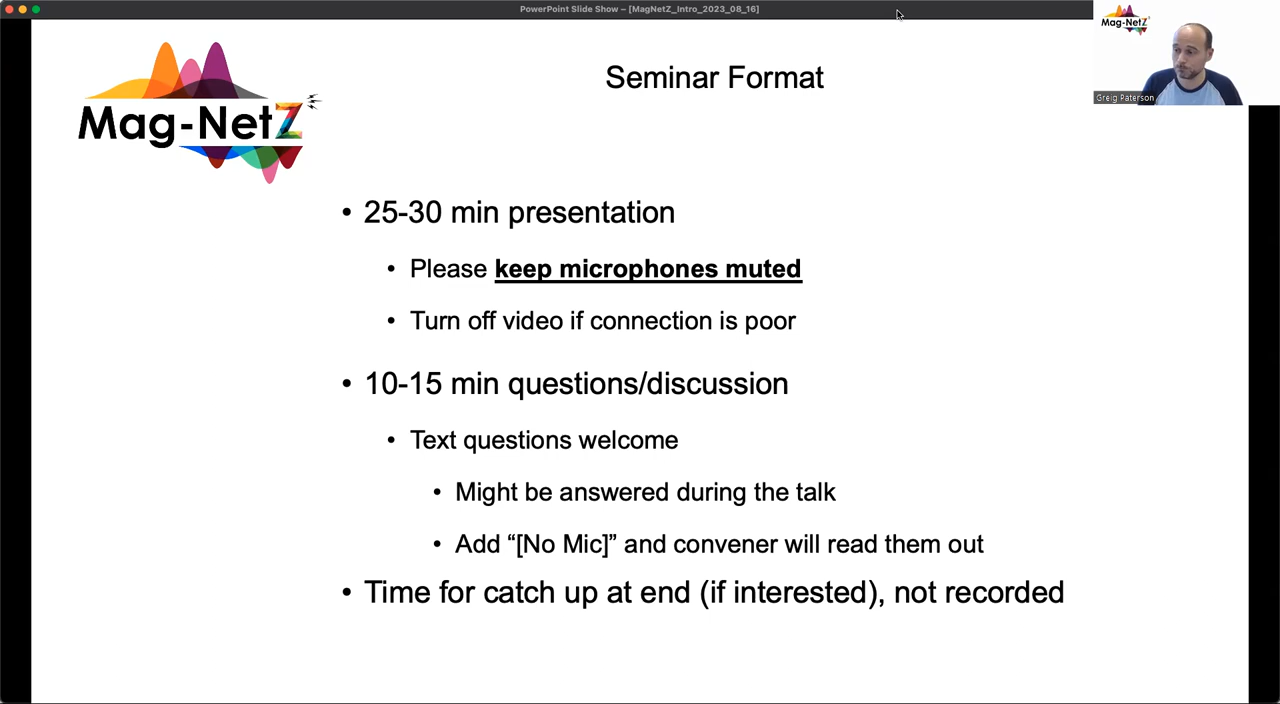 PowerPoint Slide Show – [MagNetZ_Intro_2023_08_16]
Mag-NetZ
Greig Paterson
Mag-NetZ
Seminar Format
• 25-30 min presentation
• Please keep microphones muted
• Turn off video if connection is poor
• 10-15 min questions/discussion
• Text questions welcome
• Might be answered during the talk
• Add “[No Mic]” and convener will read them out
• Time for catch up at end (if interested), not recorded